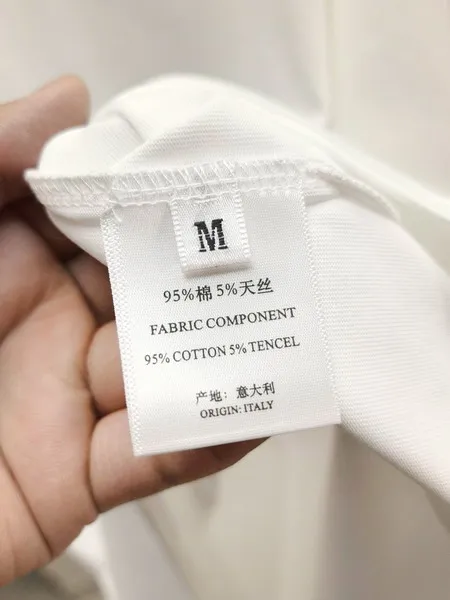 M
95%棉 5%天丝
FABRIC COMPONENT
95% COTTON 5% TENCEL
产地：意大利
ORIGIN: ITALY